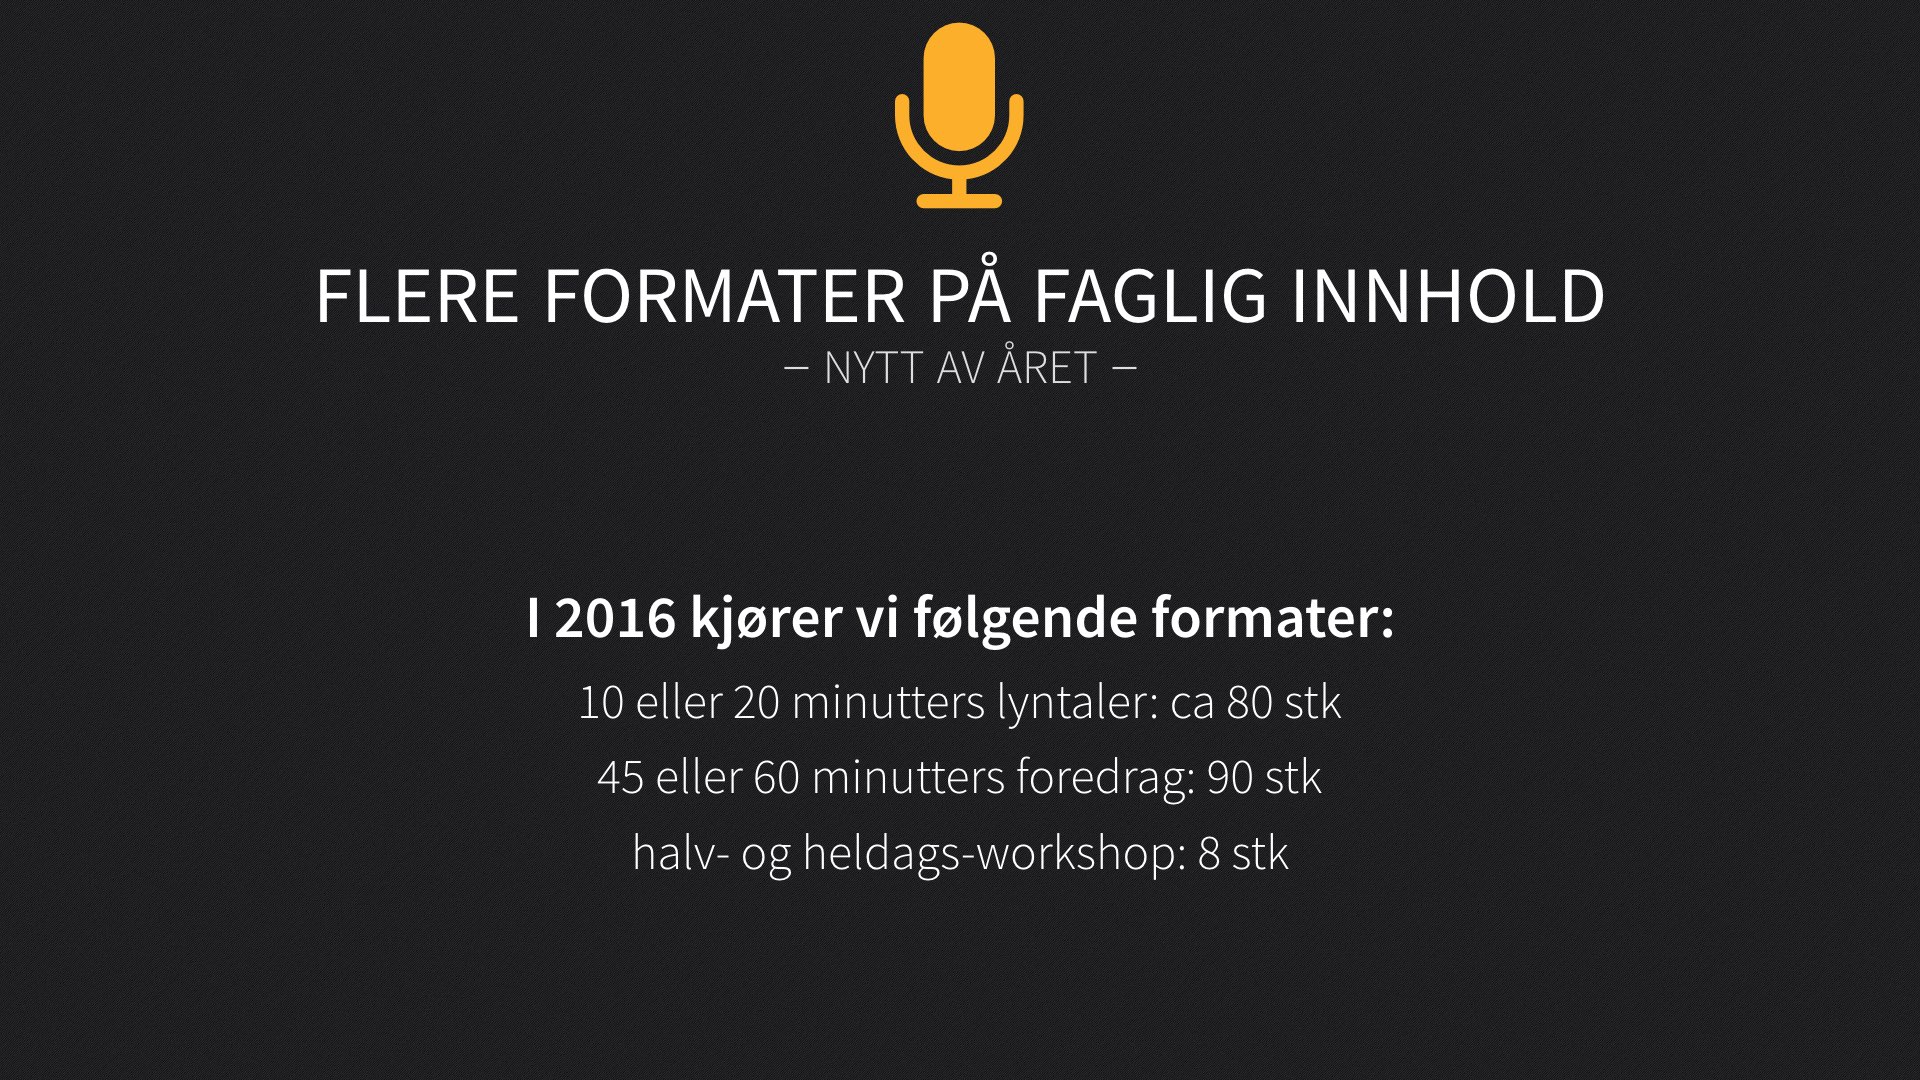 FLERE FORMATER PÅ FAGLIG INNHOLD
– NYTT AV ÅRET –
I 2016 kjører vi følgende formater:
10 eller 20 minutters lyntaler: ca 80 stk
45 eller 60 minutters foredrag: 90 stk
halv- og heldags-workshop: 8 stk